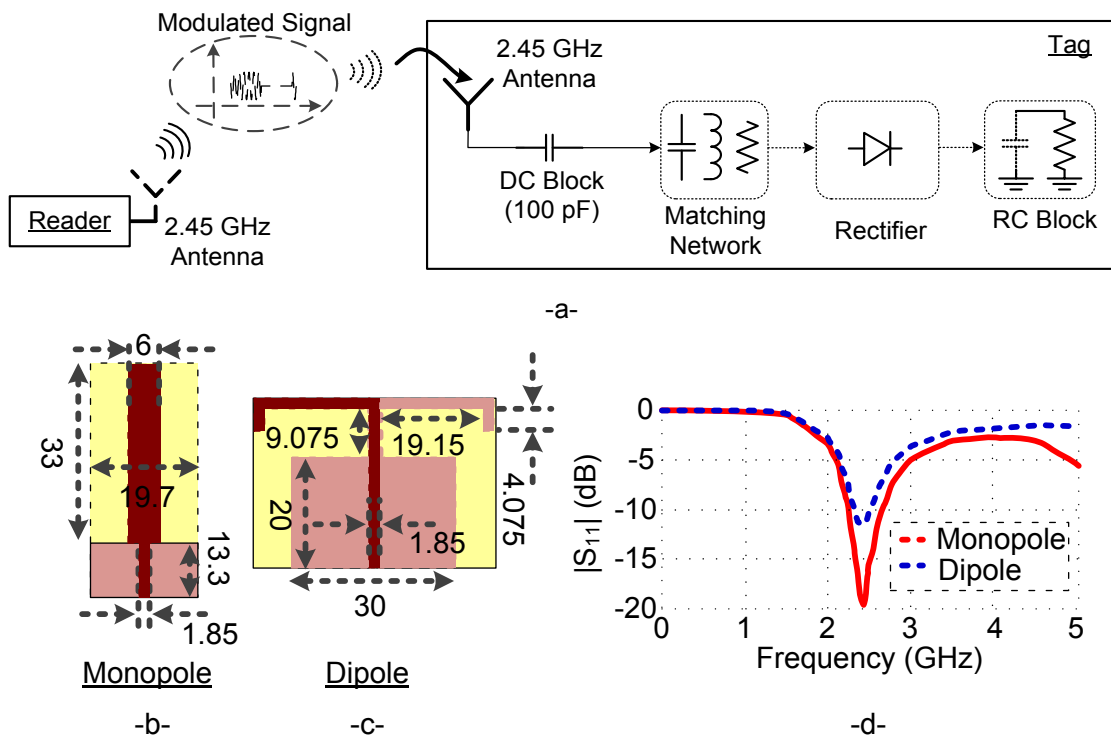 Modulated Signal
Tag
2.45 GHz
Antenna
DC Block
(100 pF)
Matching
Network
Rectifier
RC Block
Reader
2.45 GHz
Antenna
-a-
6
33
19.7
13.3
1.85
Monopole
-b-
9.075
19.15
4.075
20
1.85
30
Dipole
-c-
|S11| (dB)
0
-5
-10
-15
-20
Monopole
Dipole
0 1 2 3 4 5
Frequency (GHz)
-d-